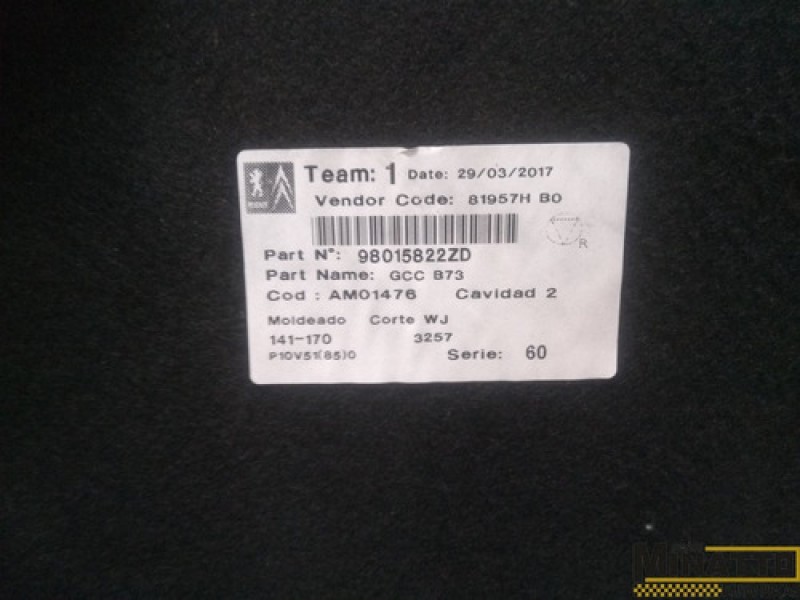 Team: 1 Date: 29/03/2017
Vendor Code: 81957H B0
R
Part N°: 98015822ZD
Part Name: GCC B73
Cod : AM01476 Cavidad 2
Moldeado Corte WJ
141-170 3257
P10V51(85)0
Serie: 60